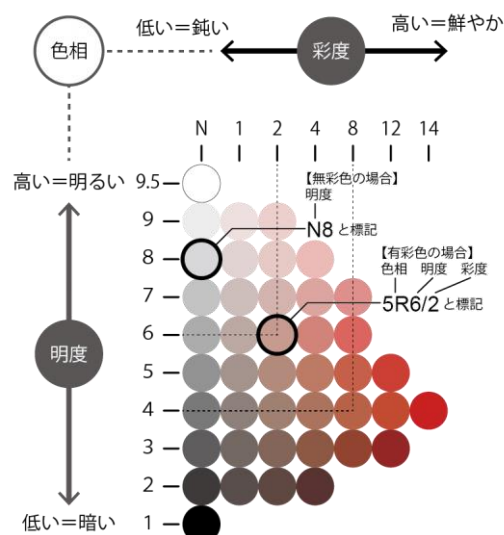 色相
低い＝鈍い
彩度
高い＝鮮やか
N 1 2 4 8 12 14
高い＝明るい
9.5
【無彩色の場合】
明度
9
N8 と標記
8
【有彩色の場合】
色相 明度 彩度
7
5R6/2 と標記
6
明度
5
4
3
2
低い＝暗い
1